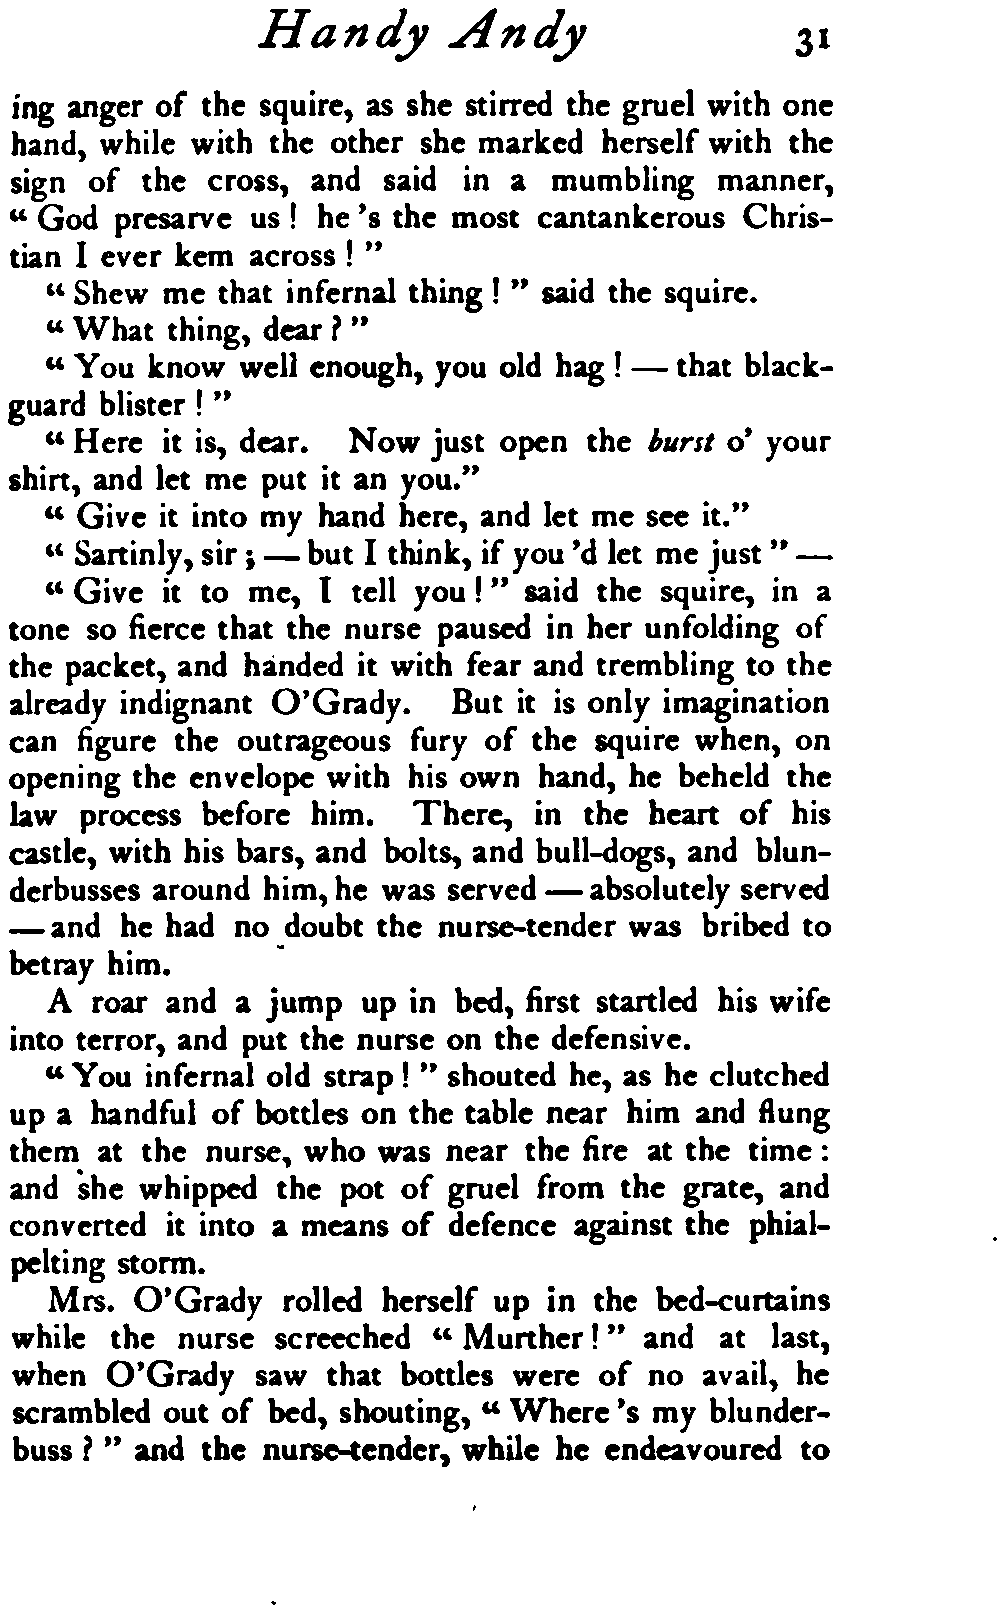 Handy Andy 31
ing anger of the squire, as she stirred the gruel with one
hand, while with the other she marked herself with the
sign of the cross, and said in a mumbling manner,
“ God presarve us ! he 's the most cantankerous Chris-
tian I ever kem across ! ”
“ Shew me that infernal thing ! ” said the squire.
“ What thing, dear ? ”
“ You know well enough, you old hag ! — that black-
guard blister ! ”
“ Here it is, dear. Now just open the burst o' your
shirt, and let me put it an you.”
“ Give it into my hand here, and let me see it.”
“ Sartinly, sir ; — but I think, if you 'd let me just ” —
“ Give it to me, I tell you ! ” said the squire, in a
tone so fierce that the nurse paused in her unfolding of
the packet, and handed it with fear and trembling to the
already indignant O'Grady. But it is only imagination
can figure the outrageous fury of the squire when, on
opening the envelope with his own hand, he beheld the
law process before him. There, in the heart of his
castle, with his bars, and bolts, and bull-dogs, and blun-
derbusses around him, he was served — absolutely served
— and he had no doubt the nurse-tender was bribed to
betray him.
A roar and a jump up in bed, first startled his wife
into terror, and put the nurse on the defensive.
“ You infernal old strap ! ” shouted he, as he clutched
up a handful of bottles on the table near him and flung
them at the nurse, who was near the fire at the time :
and she whipped the pot of gruel from the grate, and
converted it into a means of defence against the phial-
pelting storm.
Mrs. O'Grady rolled herself up in the bed-curtains
while the nurse screeched “ Murther ! ” and at last,
when O'Grady saw that bottles were of no avail, he
scrambled out of bed, shouting, “ Where 's my blunder-
buss ? ” and the nurse-tender, while he endeavoured to